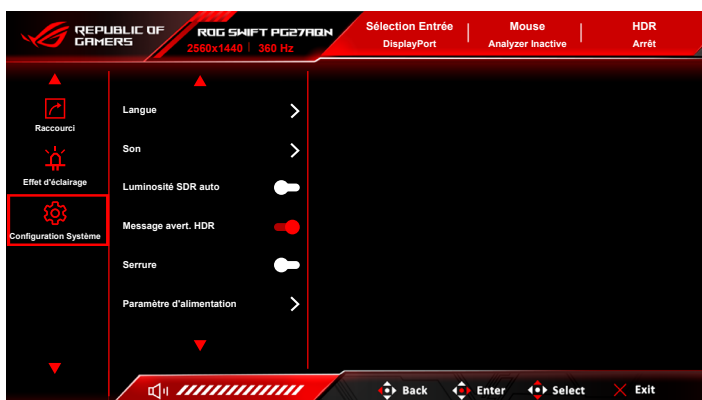 REPUBLIC OF
GAMERS
ROG SWIFT PG27AQN
2560x1440 | 360 Hz
Sélection Entrée
DisplayPort
Mouse
Analyzer Inactive
HDR
Arrêt
Raccourci
Effet d'éclairage
Configuration Système
Langue
Son
Luminosité SDR auto
Message avert. HDR
Serrure
Paramètre d'alimentation
Back
Enter
Select
Exit